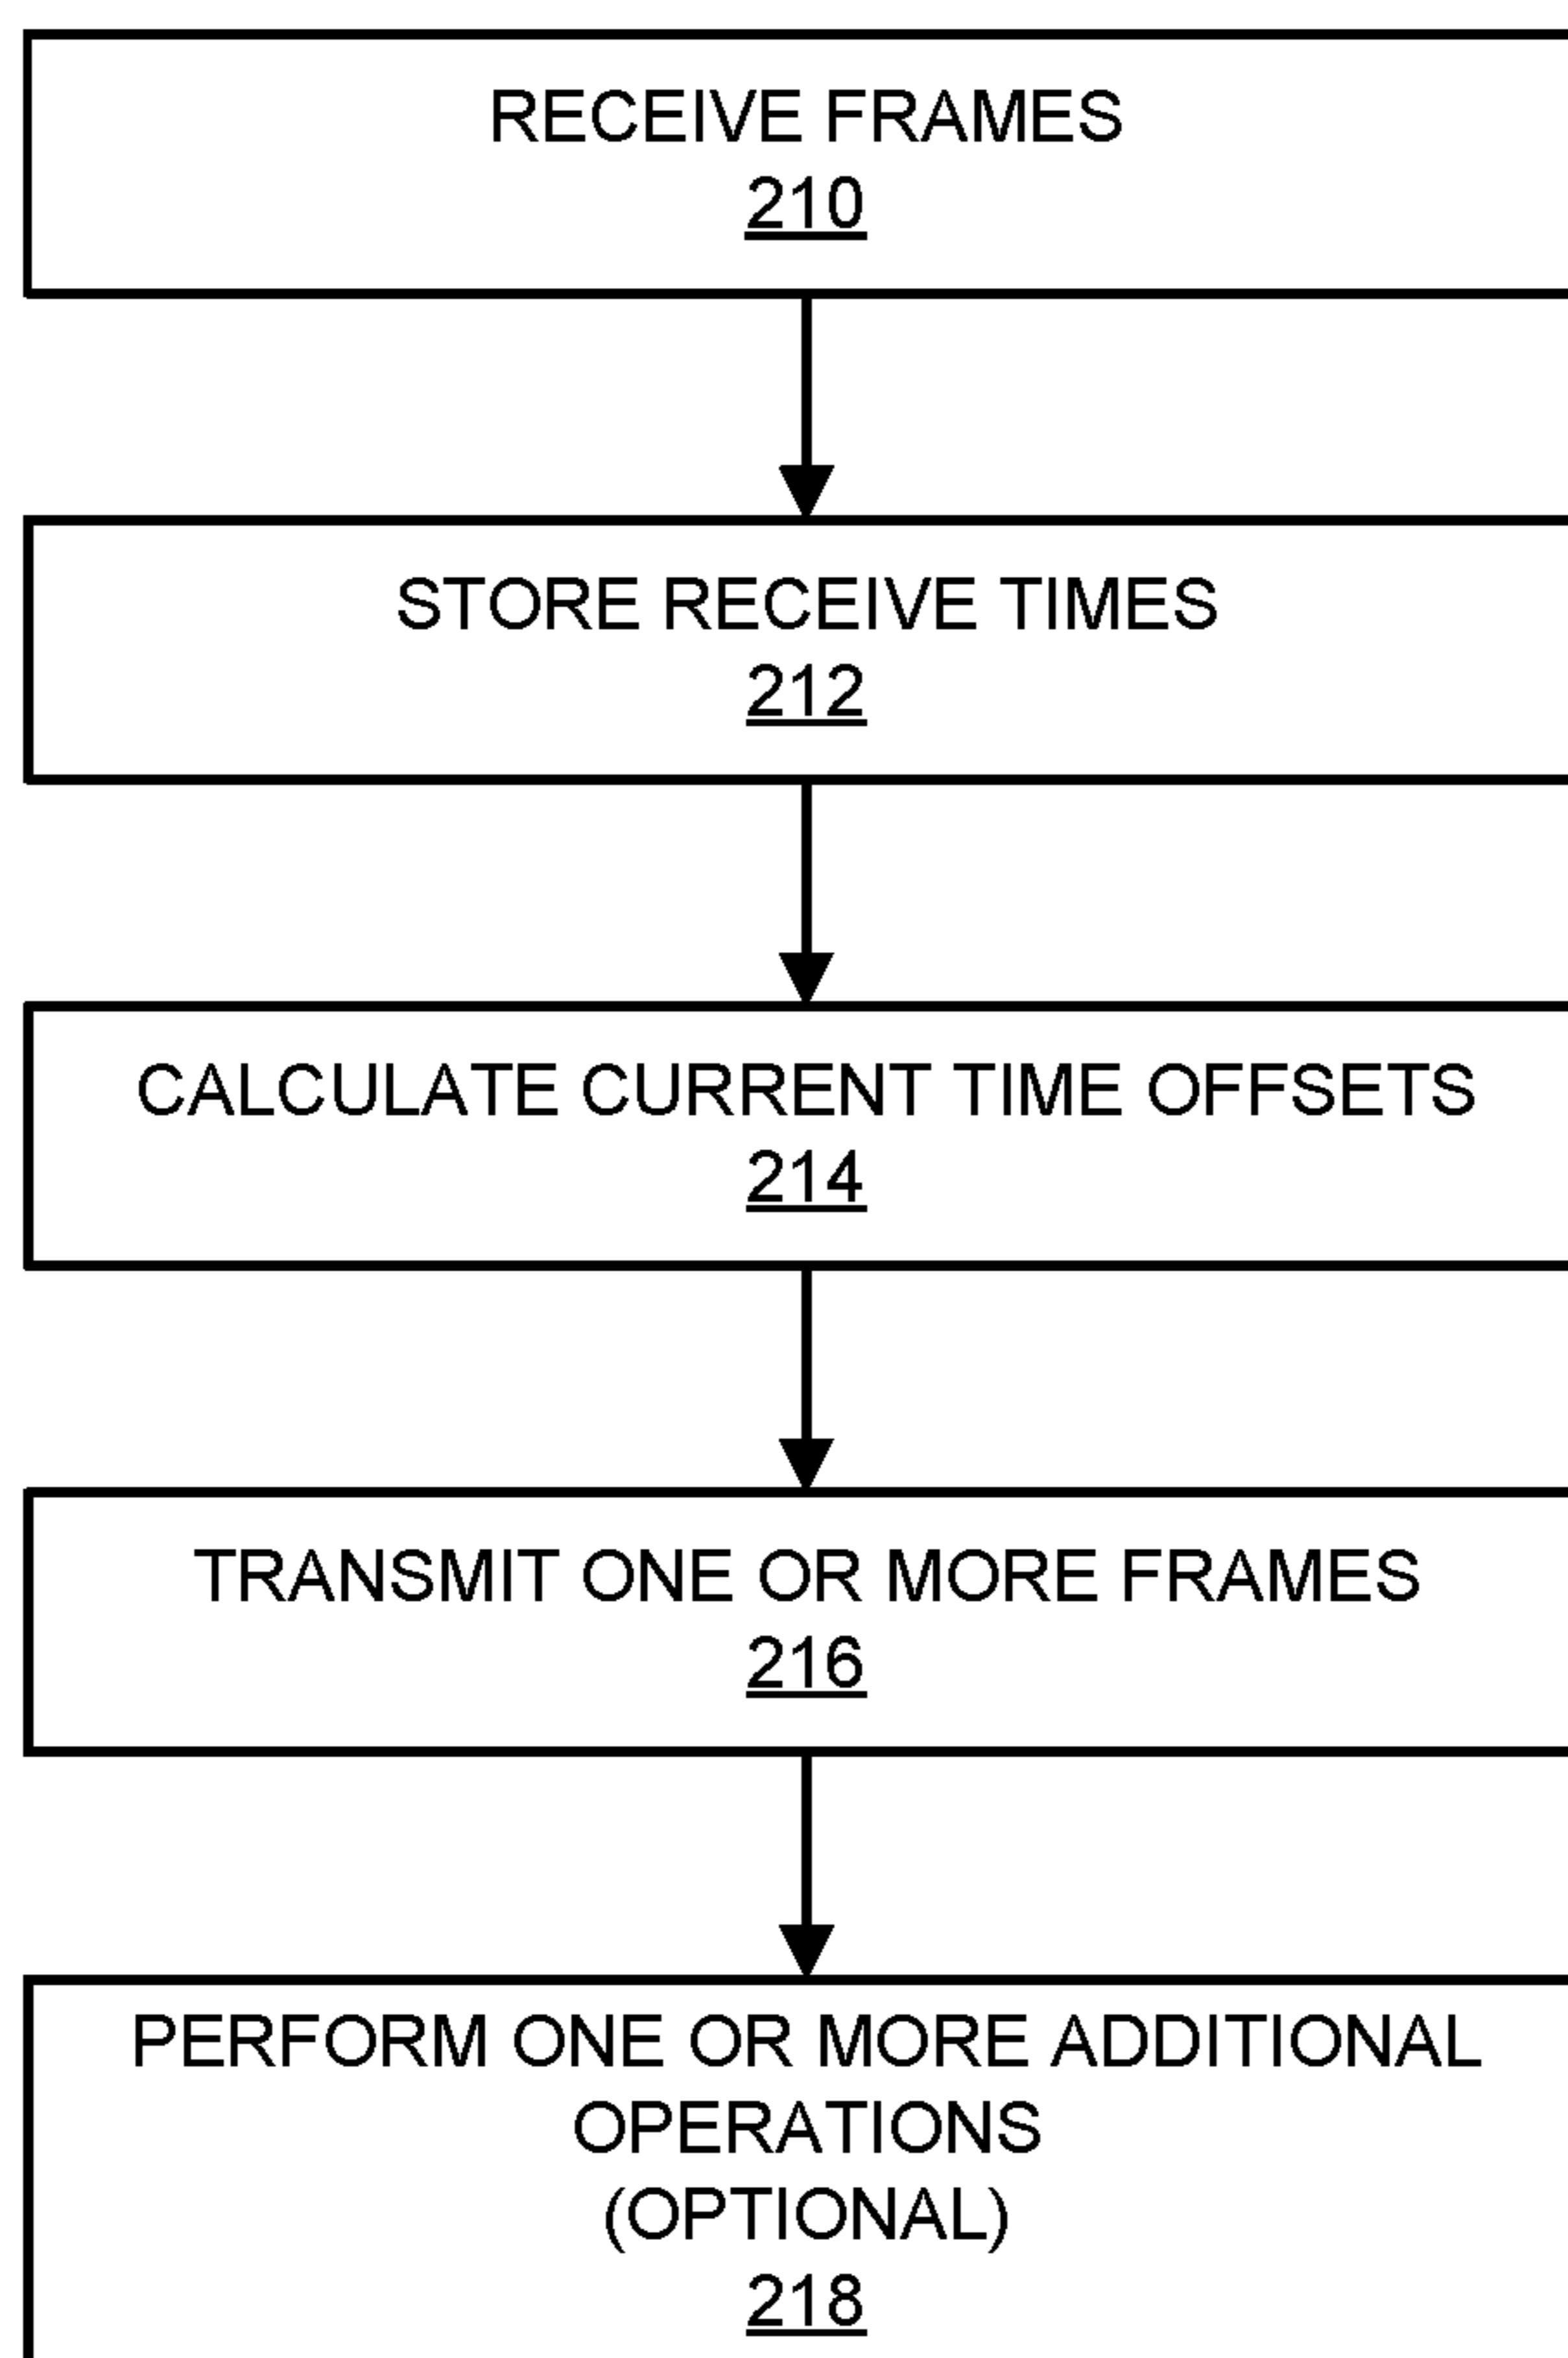 RECEIVE FRAMES
210
STORE RECEIVE TIMES
212
CALCULATE CURRENT TIME OFFSETS
214
TRANSMIT ONE OR MORE FRAMES
216
PERFORM ONE OR MORE ADDITIONAL
OPERATIONS
(OPTIONAL)
218